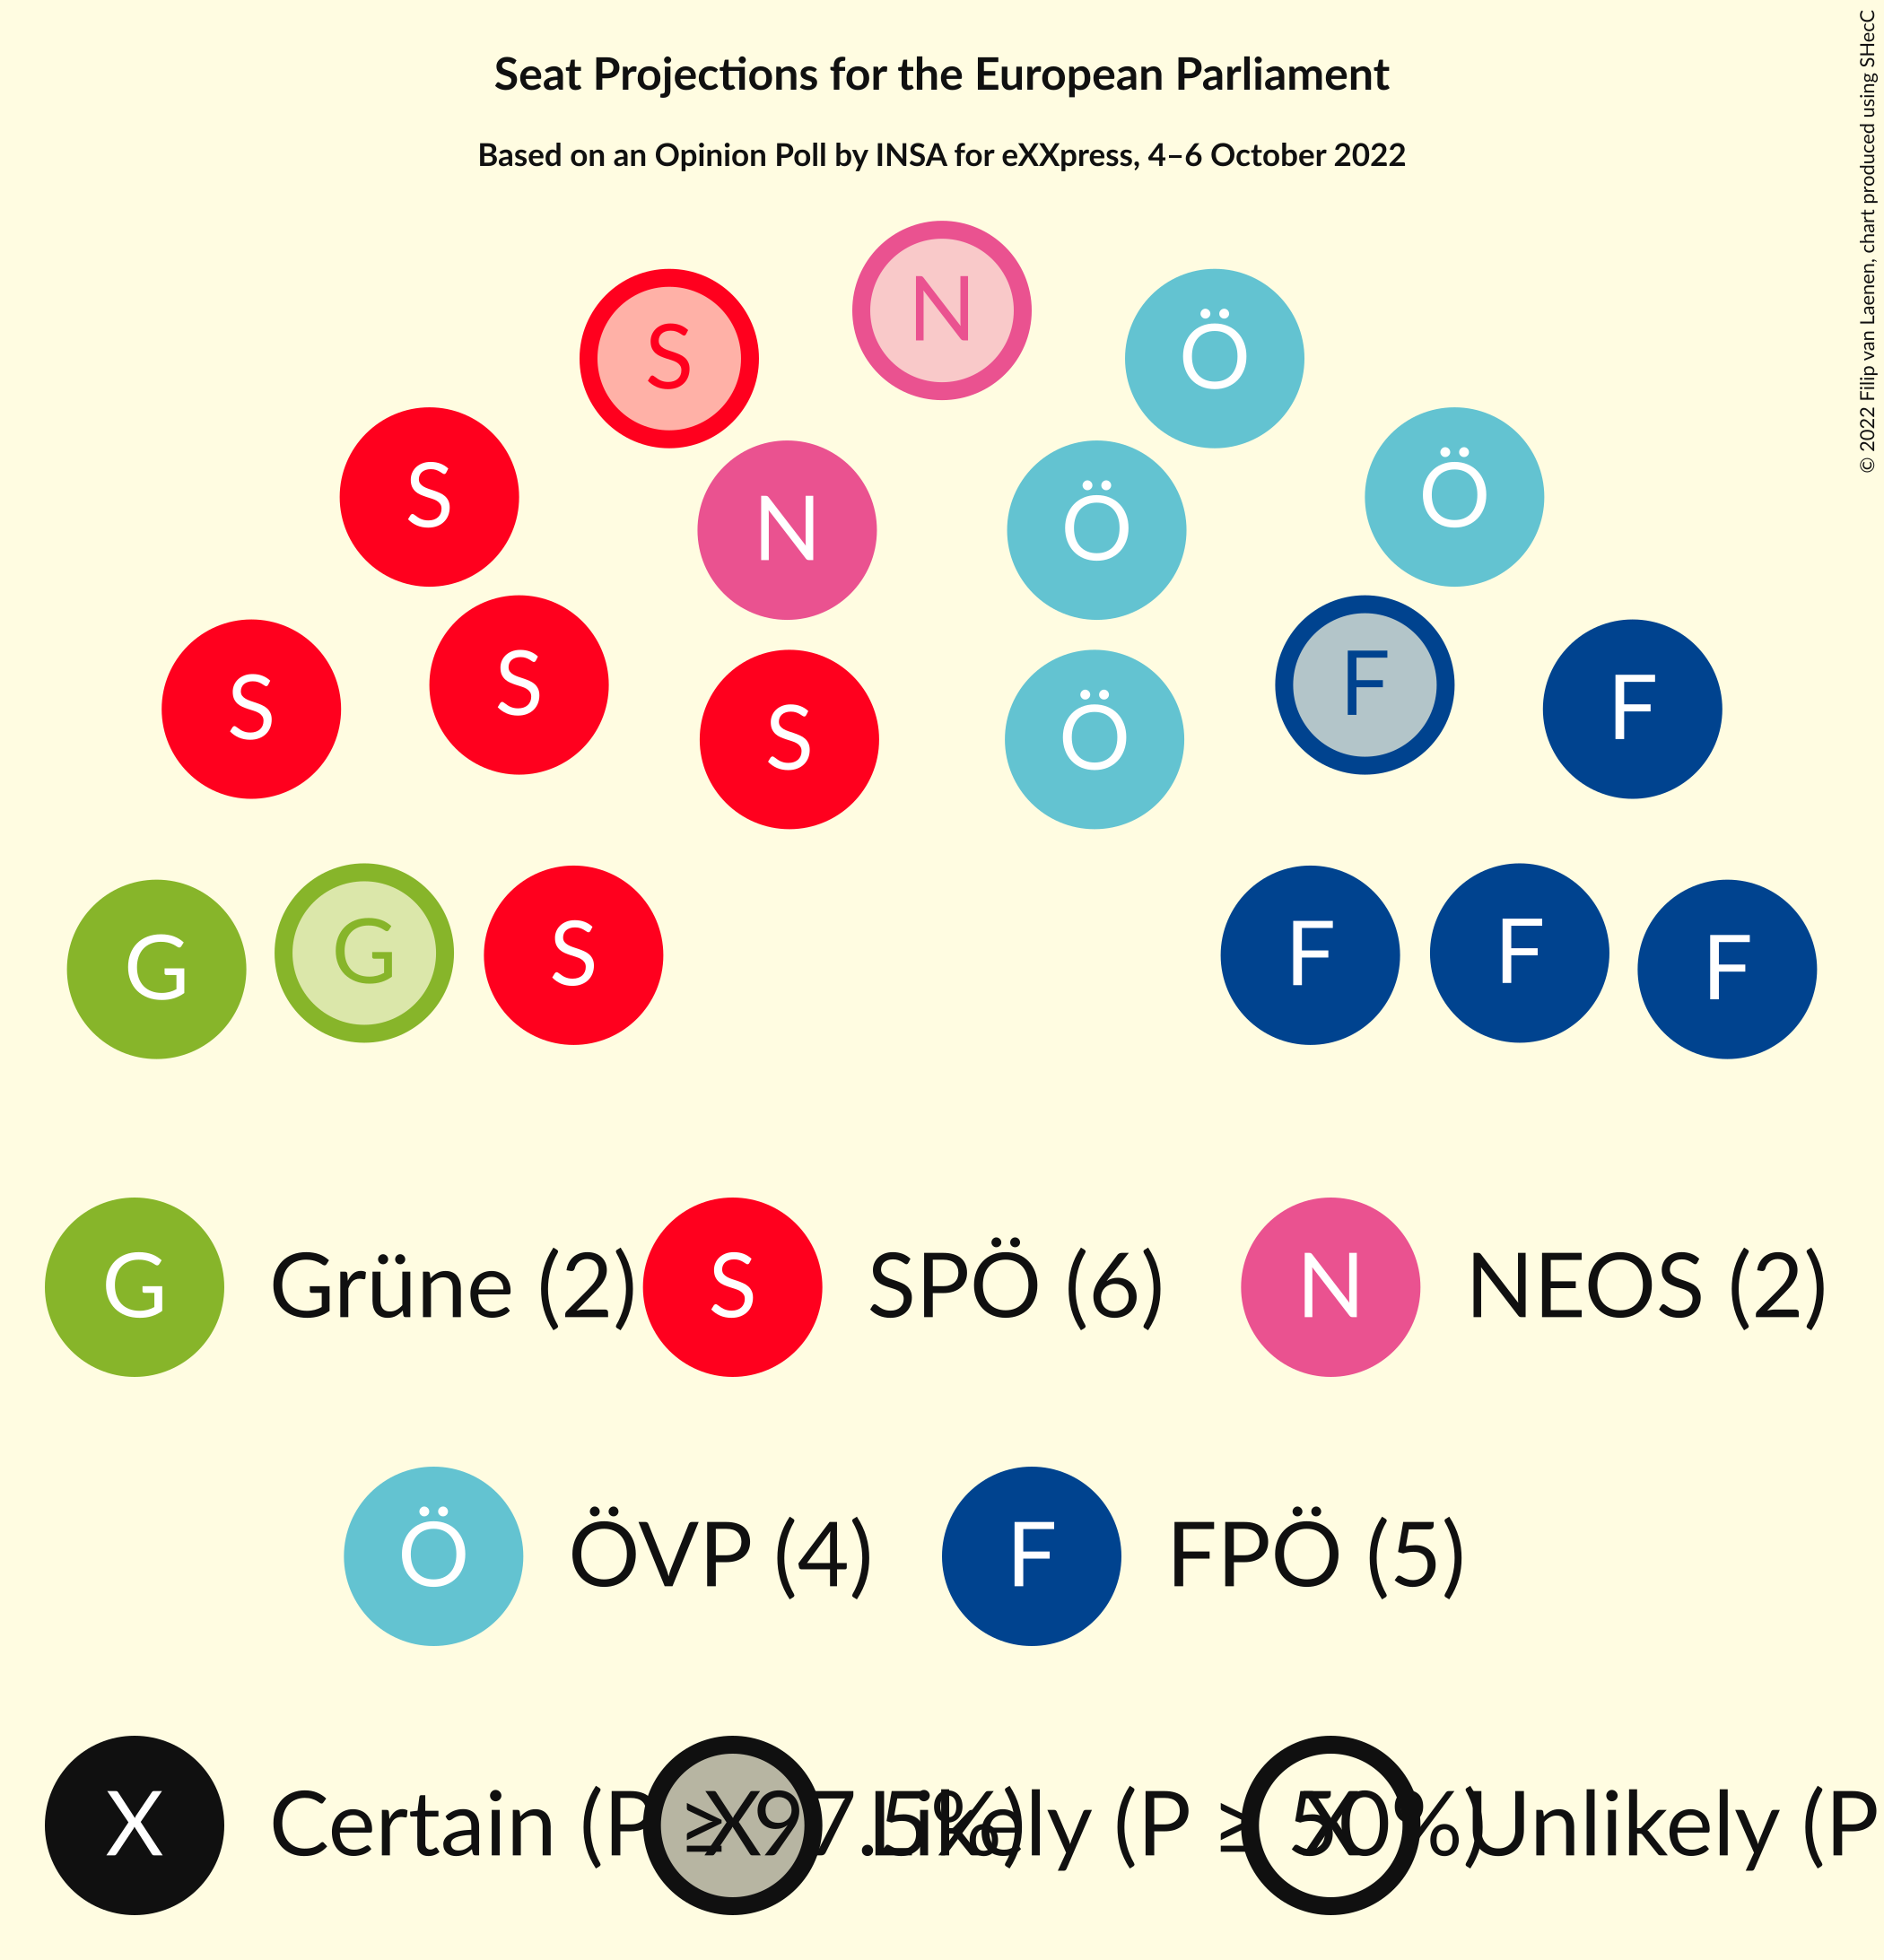 Seat Projections for the European Parliament
Based on an Opinion Poll by INSA for eXXpress, 4–6 October 2022
© 2022 Filip van Laenen, chart produced using SHecC
N
S Ö
S Ö
N Ö
S F
S F
S Ö
G G S F F F
G Grüne (2) S SPÖ (6) N NEOS (2)
Ö ÖVP (4) F FPÖ (5)
X Certain (P ≥ 97.5%) X Likely (P ≥ 50%) X Unlikely (P